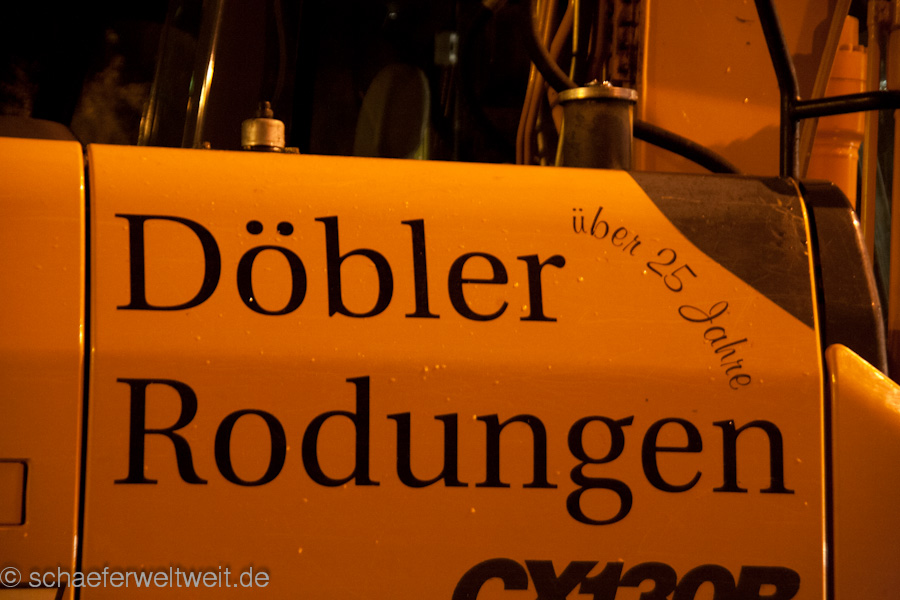 Döbler
über 25 Jahre
Rodungen
CX130B
© schaeferweltweit.de